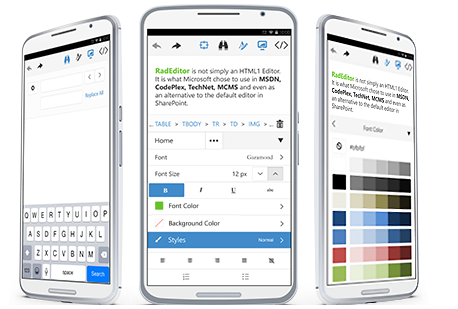 Replace All
Q W E R T Y U I O P
A S D F G H J K L
Z X C V B N M
123
space
Search
RadEditor is not simply an HTML1 Editor.
It is what Microsoft chose to use in MSDN,
CodePlex, TechNet, MCMS and even as
an alternative to the default editor in
SharePoint.
... TABLE > TBODY > TR > TD > IMG > ...
Home
Font Garamond
Font Size 12 px
B I U abc
Font Color
Background Color
Styles Normal
RadEditor is not simply an HTML1 Editor.
It is what Microsoft chose to use in MSDN,
CodePlex, TechNet, MCMS and even as
an alternative to the default editor in
SharePoint.
Font Color